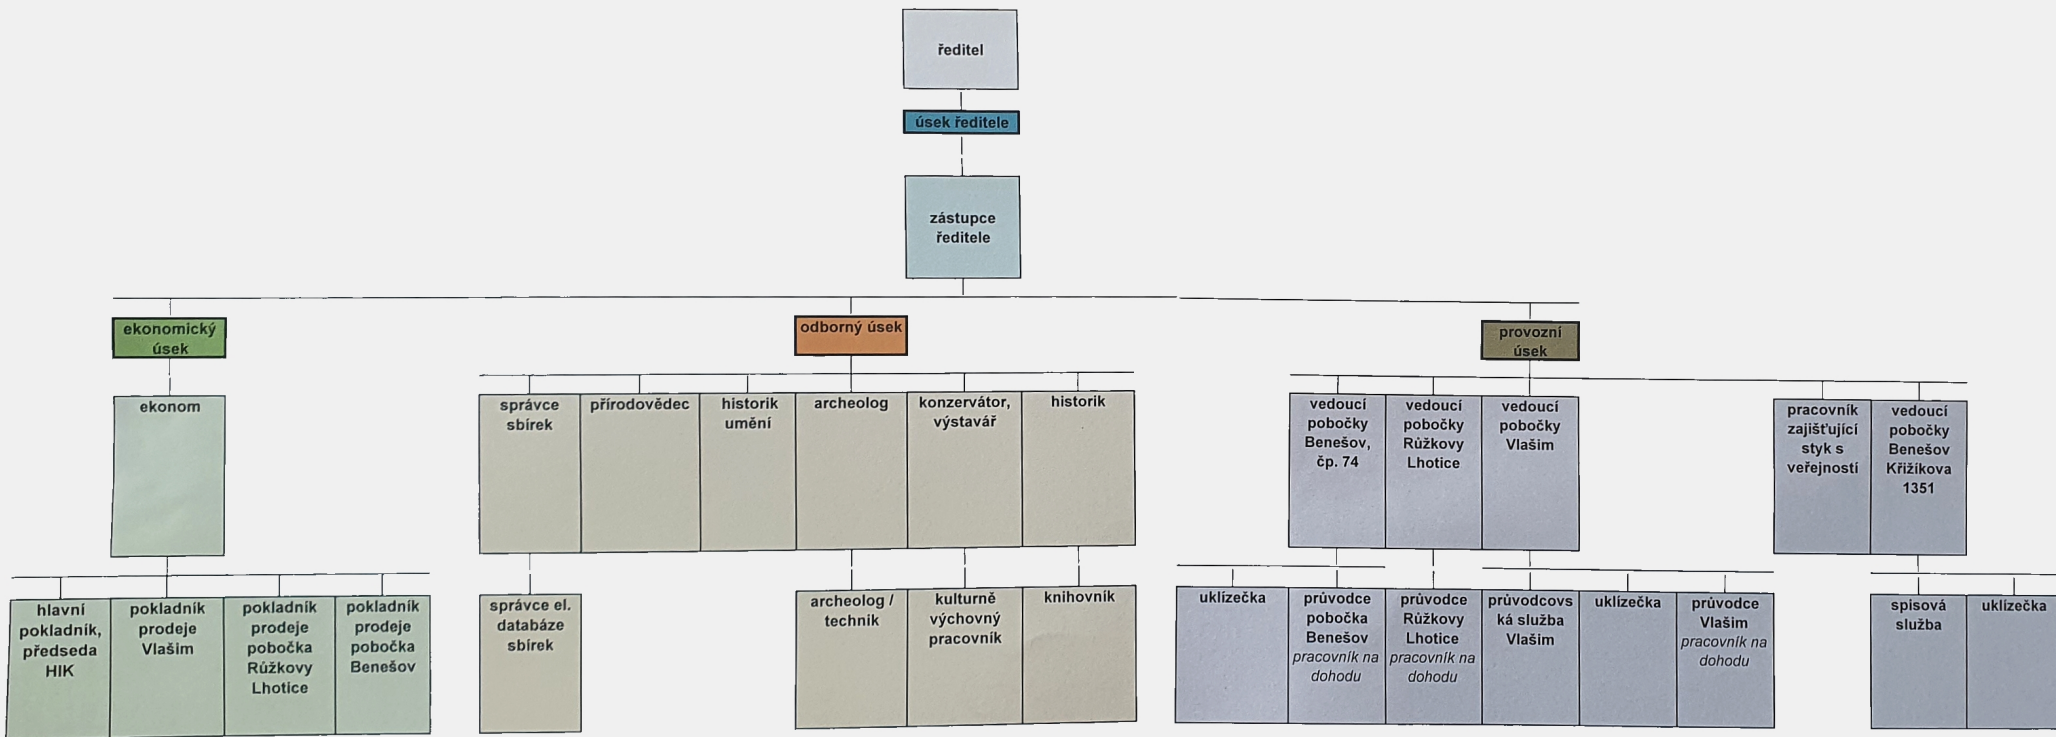 ředitel
úsek ředitele
zástupce
ředitele
ekonomický
úsek
odborný úsek
provozní
úsek
ekonom
správce
sbírek
přírodovědec
historik
umění
archeolog
konzervátor,
výstavář
historik
vedoucí
pobočky
Benešov,
čp. 74
vedoucí
pobočky
Růžkovy
Lhotice
vedoucí
pobočky
Vlašim
pracovník
zajišťující
styk s
veřejností
vedoucí
pobočky
Benešov
Křižíkova
1351
hlavní
pokladník,
předseda
HIK
pokladník
prodeje
Vlašim
pokladník
prodeje
pobočka
Růžkovy
Lhotice
pokladník
prodeje
pobočka
Benešov
správce el.
databáze
sbírek
archeolog /
technik
kulturně
výchovný
pracovník
knihovník
uklízečka
průvodce
pobočka
Benešov
pracovník na
dohodu
průvodce
Růžkovy
Lhotice
pracovník na
dohodu
průvodcovs
ká služba
Vlašim
uklízečka
průvodce
Vlašim
pracovník na
dohodu
spisová
služba
uklízečka